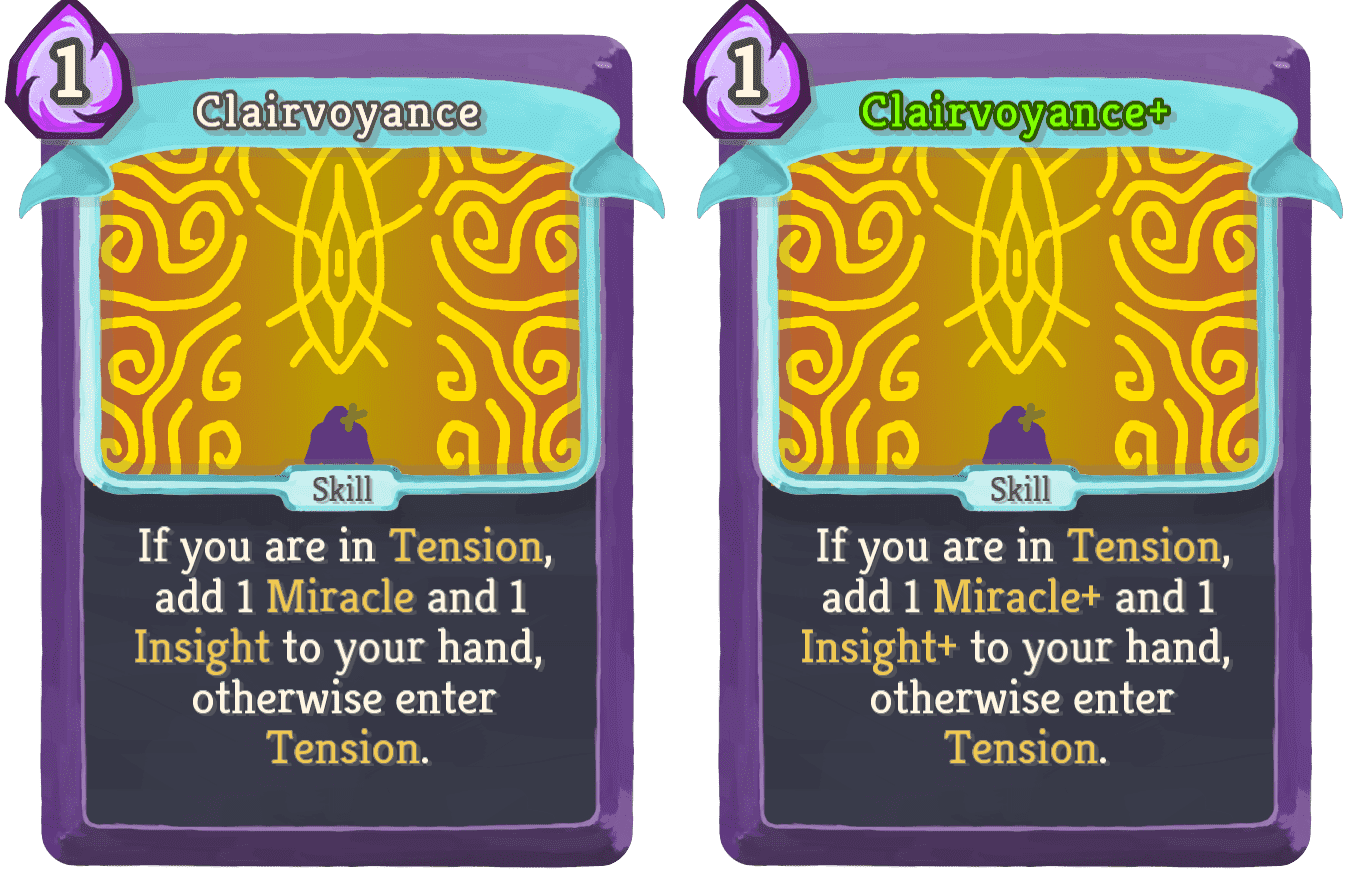 1
Clairvoyance
Skill
If you are in Tension,
add 1 Miracle and 1
Insight to your hand,
otherwise enter
Tension.
1
Clairvoyance+
Skill
If you are in Tension,
add 1 Miracle+ and 1
Insight+ to your hand,
otherwise enter
Tension.